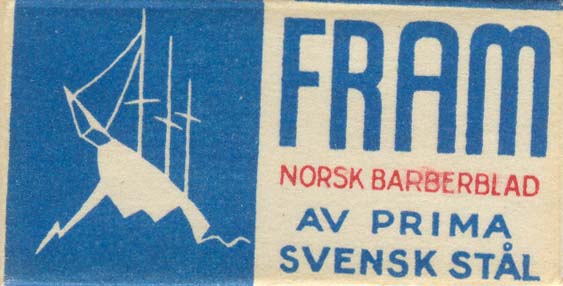 FRAM
NORSK BARBERBLAD
AV PRIMA
SVENSK STÅL